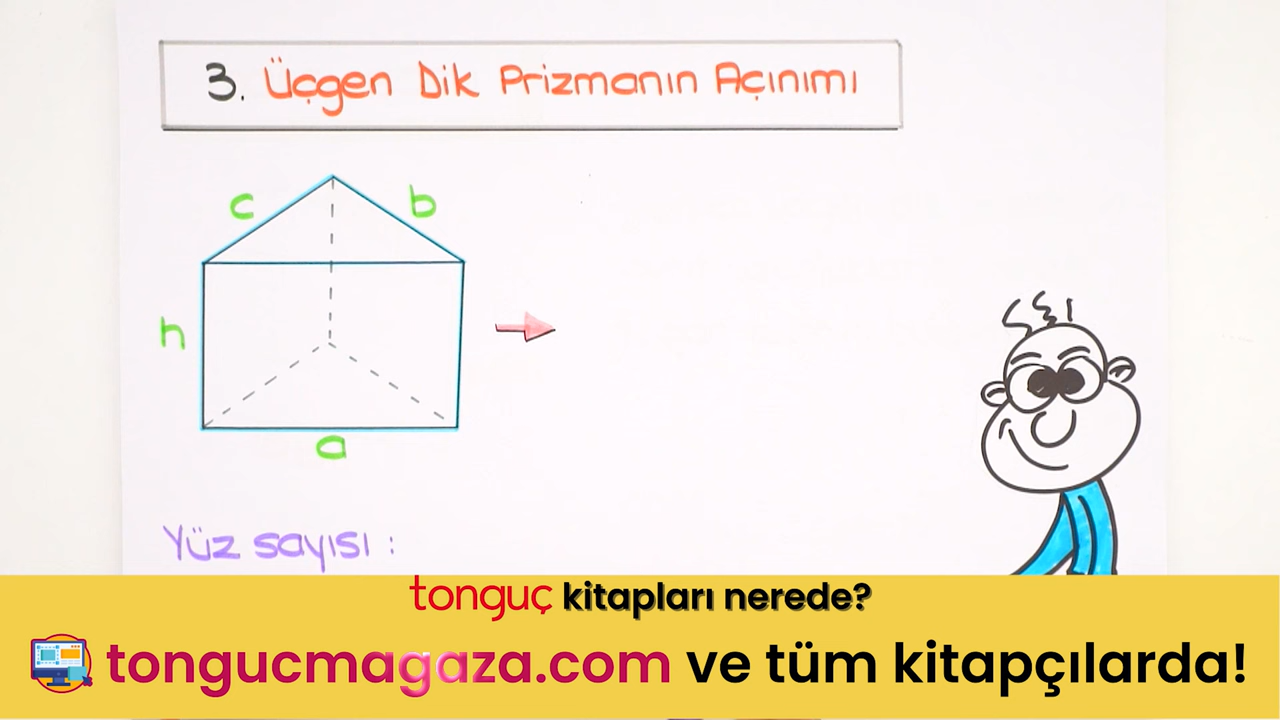 3. Üçgen Dik Prizmanın Açınımı
c
b
h
a
Yüz sayısı :
tonguç kitapları nerede?
tongucmagaza.com ve tüm kitapçılarda!